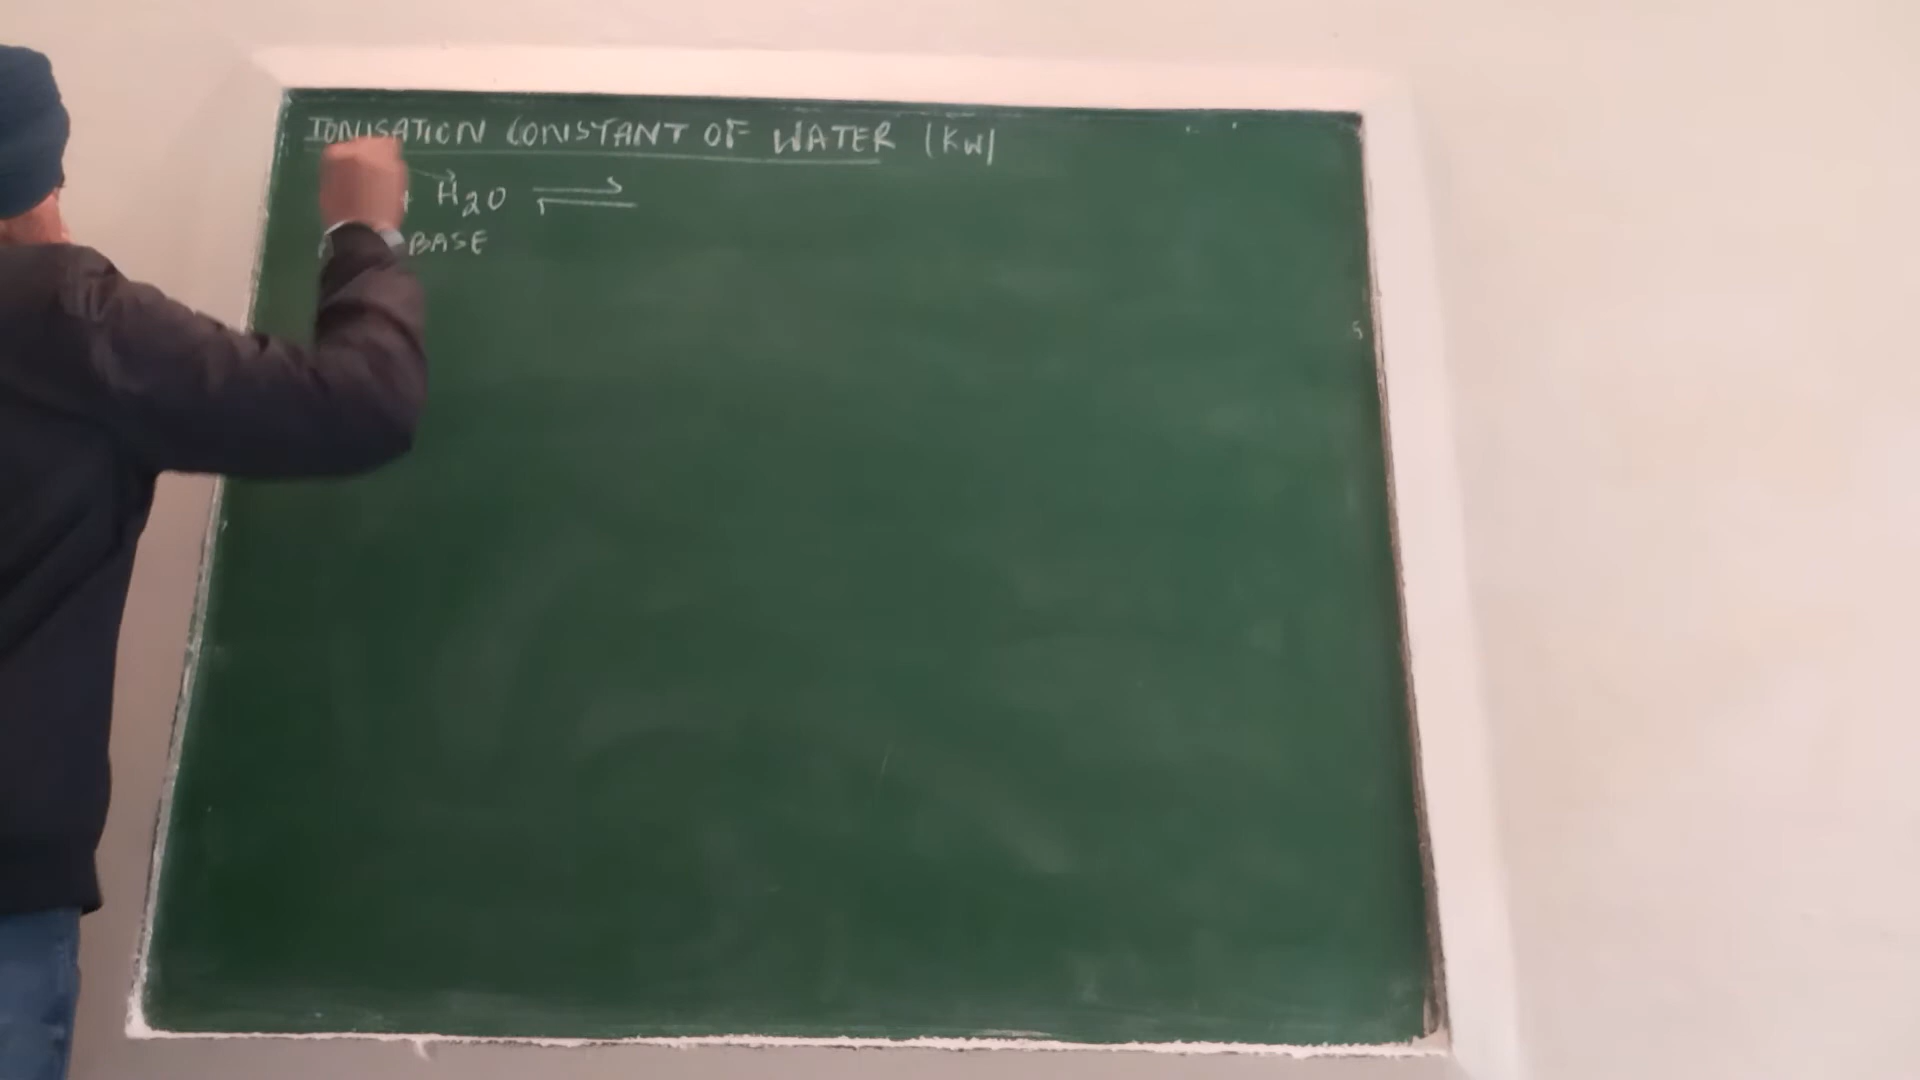 IONISATION CONSTANT OF WATER (KW)
+ H2O ⇌
BASE